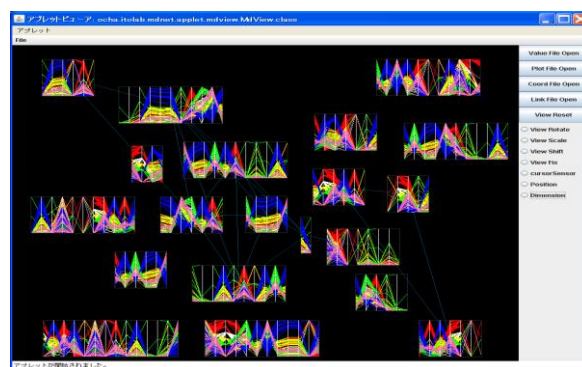 アプレットビューア: ocha.itolab.mdnet.applet.mdview.MdView.class
アプレット
File
Value File Open
Plot File Open
Coord File Open
Link File Open
View Reset
View Rotate
View Scale
View Shift
View Fix
cursorSensor
Position
Dimension
アプレットが開始されました。